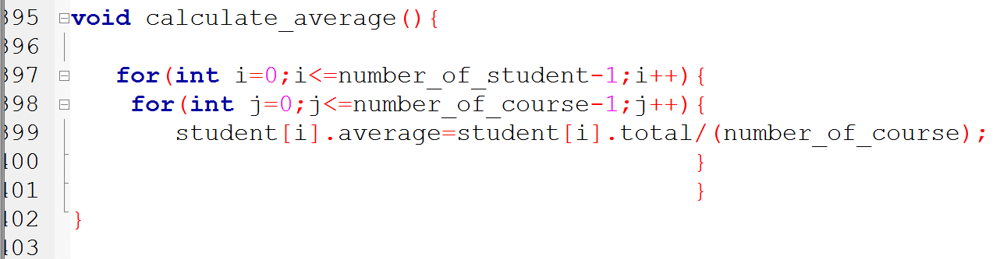 395 void calculate_average(){
396
397 for(int i=0;i<=number_of_student-1;i++){
398 for(int j=0;j<=number_of_course-1;j++){
399 student[i].average=student[i].total/(number_of_course);
400 }
401 }
402 }
403